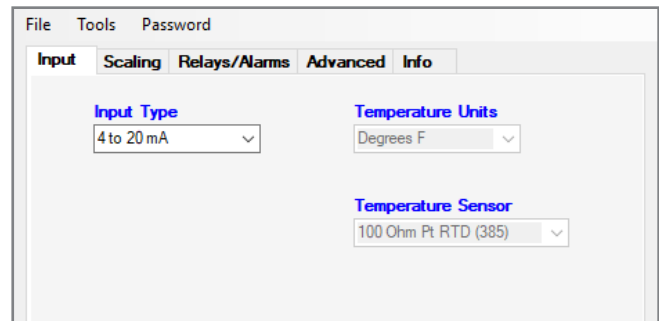 File Tools Password
Input Scaling Relays/Alarms Advanced Info
Input Type Temperature Units
4 to 20 mA Degrees F
Temperature Sensor
100 Ohm Pt RTD (385)